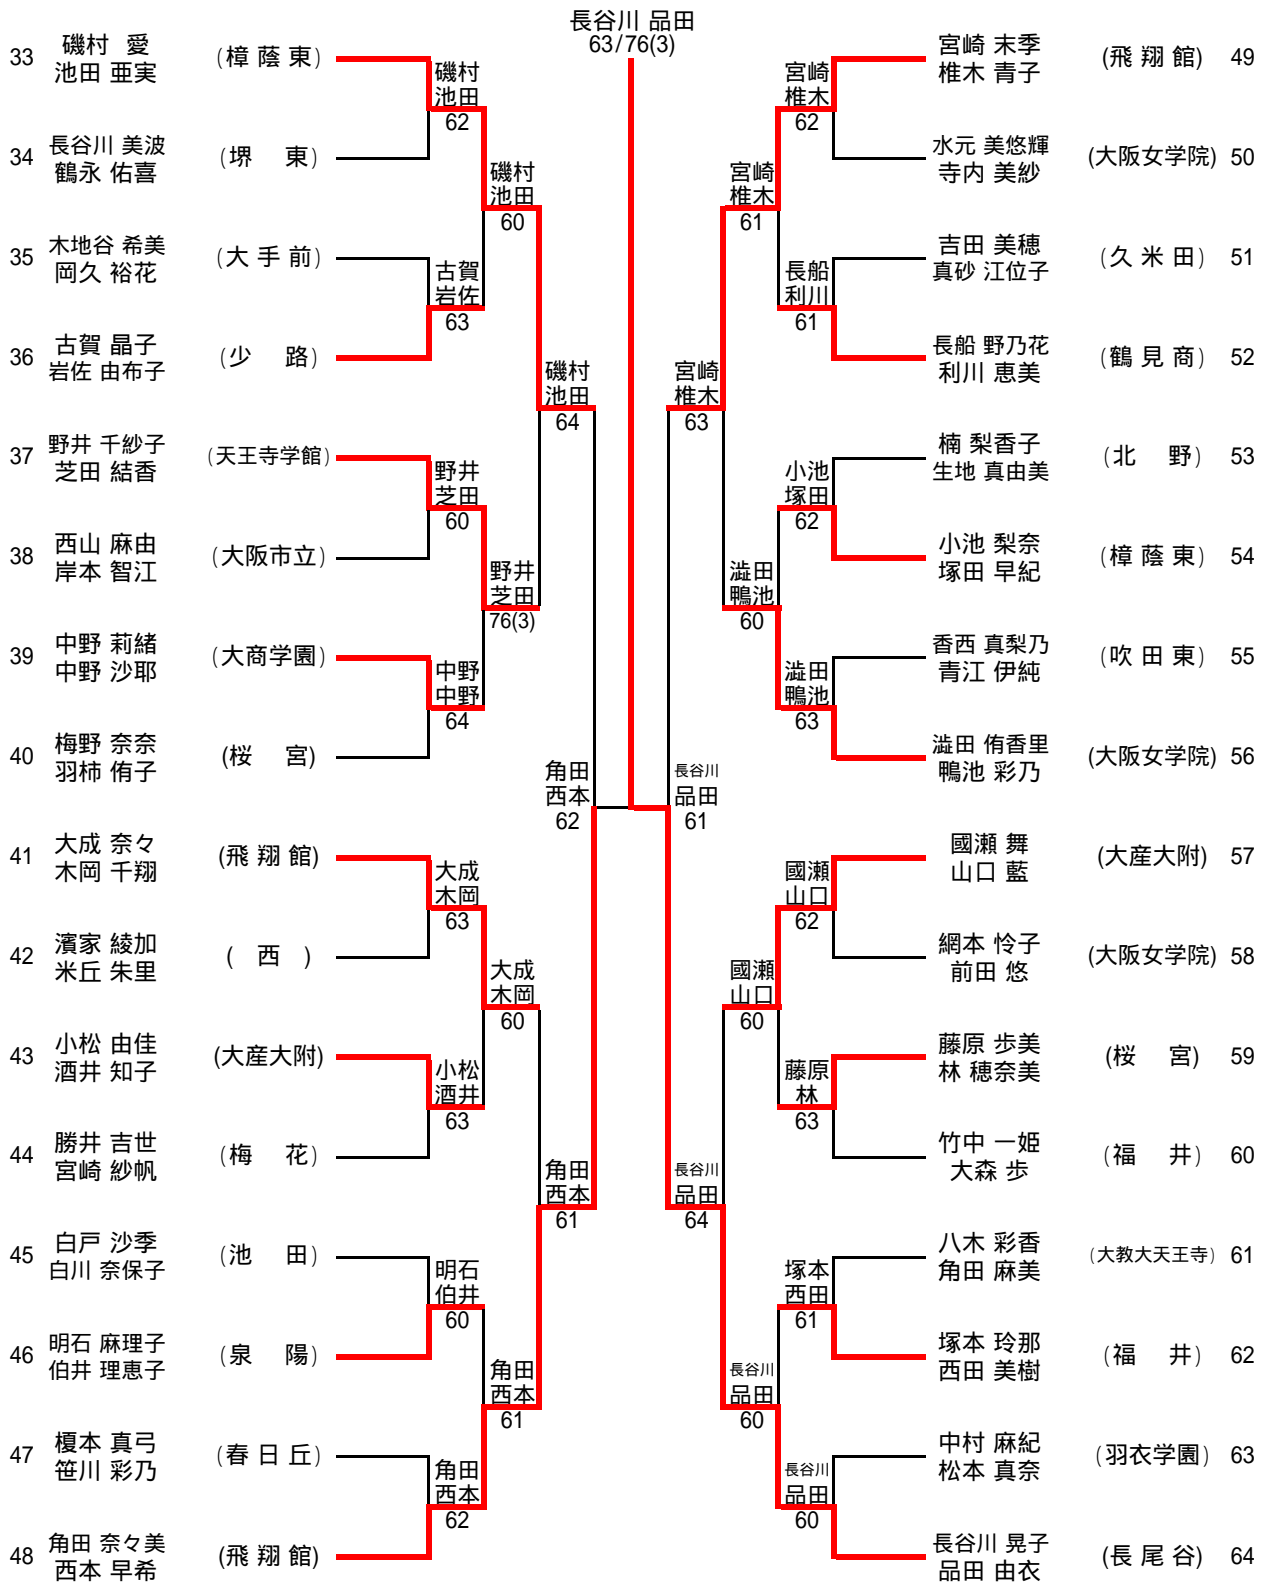 長谷川 品田
63/76(3)
33 磯村 愛 (樟蔭東)
池田 亜実
34 長谷川 美波 (堺 東)
鶴永 佑喜
35 木地谷 希美 (大手前)
岡久 裕花
36 古賀 晶子 (少 路)
岩佐 由布子
37 野井 千紗子 (天王寺学館)
芝田 結香
38 西山 麻由 (大阪市立)
岸本 智江
39 中野 莉緒 (大商学園)
中野 沙耶
40 梅野 奈奈 (桜 宮)
羽柿 侑子
41 大成 奈々 (飛翔館)
木岡 千翔
42 濱家 綾加 (西)
米丘 朱里
43 小松 由佳 (大産大附)
酒井 知子
44 勝井 吉世 (梅 花)
宮崎 紗帆
45 白戸 沙季 (池 田)
白川 奈保子
46 明石 麻理子 (泉 陽)
伯井 理恵子
47 榎本 真弓 (春日丘)
笹川 彩乃
48 角田 奈々美 (飛翔館)
西本 早希
磯村
池田
62
古賀
岩佐
63
野井
芝田
60
中野
中野
64
大成
木岡
63
小松
酒井
63
明石
伯井
60
角田
西本
62
磯村
池田
60
野井
芝田
76(3)
大成
木岡
60
角田
西本
61
磯村
池田
64
角田
西本
61
角田
西本
62
長谷川
品田
61
宮崎
椎木
63
長谷川
品田
64
宮崎
椎木
61
澁田
鴨池
60
國瀬
山口
60
長谷川
品田
60
宮崎
椎木
62
長船
利川
61
小池
塚田
62
澁田
鴨池
63
國瀬
山口
62
藤原
林
63
塚本
西田
61
長谷川
品田
60
宮崎 末季 (飛翔館) 49
椎木 青子
水元 美悠輝 (大阪女学院) 50
寺内 美紗
吉田 美穂 (久米田) 51
真砂 江位子
長船 野乃花 (鶴見商) 52
利川 恵美
楠 梨香子 (北 野) 53
生地 真由美
小池 梨奈 (樟蔭東) 54
塚田 早紀
香西 真梨乃 (吹田東) 55
青江 伊純
澁田 侑香里 (大阪女学院) 56
鴨池 彩乃
國瀬 舞 (大産大附) 57
山口 藍
網本 怜子 (大阪女学院) 58
前田 悠
藤原 歩美 (桜 宮) 59
林 穂奈美
竹中 一姫 (福 井) 60
大森 歩
八木 彩香 (大教大天王寺) 61
角田 麻美
塚本 玲那 (福 井) 62
西田 美樹
中村 麻紀 (羽衣学園) 63
松本 真奈
長谷川 晃子 (長尾谷) 64
品田 由衣